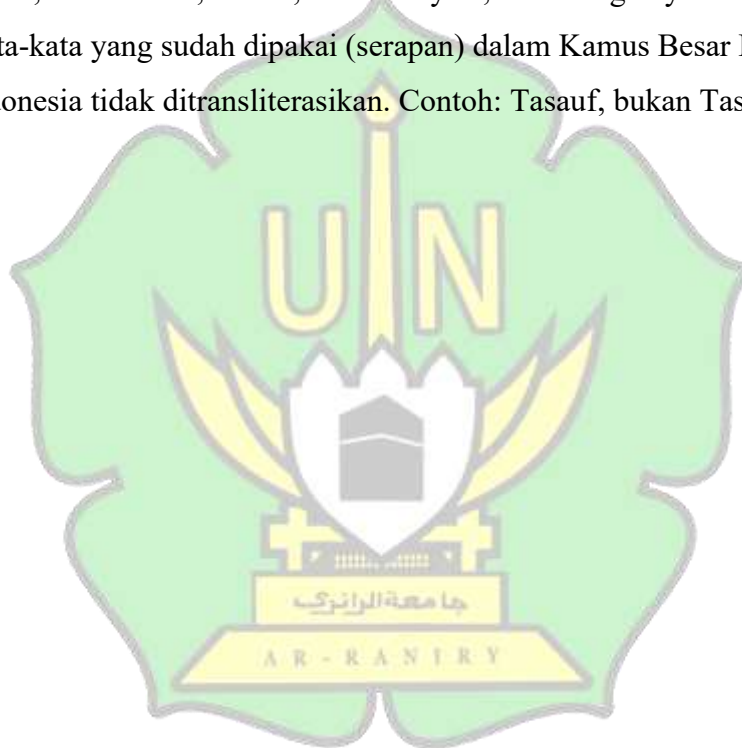 ta-kata yang sudah dipakai (serapan) dalam Kamus Besar
onesia tidak ditransliterasikan. Contoh: Tasauf, bukan Tas
UIN
جامعة الرانري
AR-RANIRY